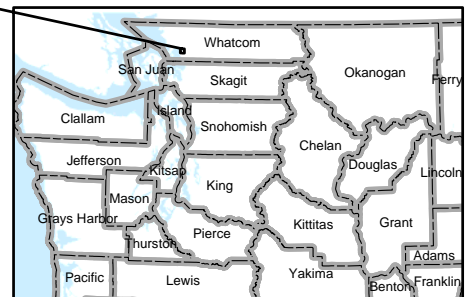 Whatcom
San Juan
Skagit
Okanogan
Ferry
Island
Clallam
Snohomish
Chelan
Jefferson
Kitsap
Douglas
Lincoln
King
Mason
Grays Harbor
Kittitas
Grant
Thurston
Pierce
Adams
Pacific
Lewis
Yakima
Benton
Franklin